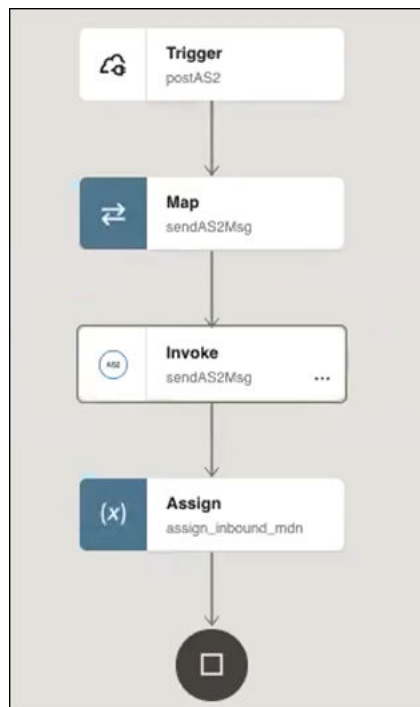 Trigger
postAS2
Map
sendAS2Msg
AS2
Invoke
sendAS2Msg
...
Assign
(x)
assign_inbound_mdn